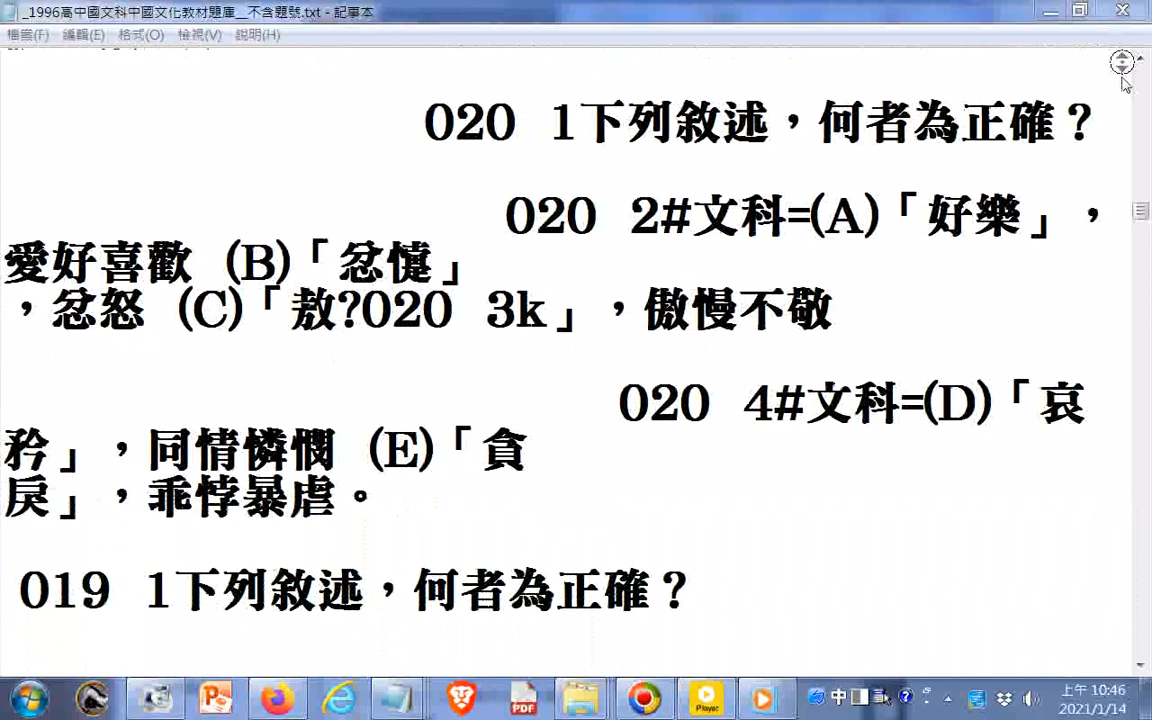 _1996高中國文科中國文化教材題庫__不含題號.txt - 記事本
檔案(F) 編輯(E) 格式(O) 檢視(V) 說明(H)
020 1下列敘述，何者為正確？
020 2#文科=(A)「好樂」，
愛好喜歡 (B)「忿懥」
，忿怒 (C)「敖?020 3k」，傲慢不敬
020 4#文科=(D)「哀
矜」，同情憐憫 (E)「貪
戾」，乖悖暴虐。
019 1下列敘述，何者為正確？
PDF
Player
中
上午 10:46
2021/1/14